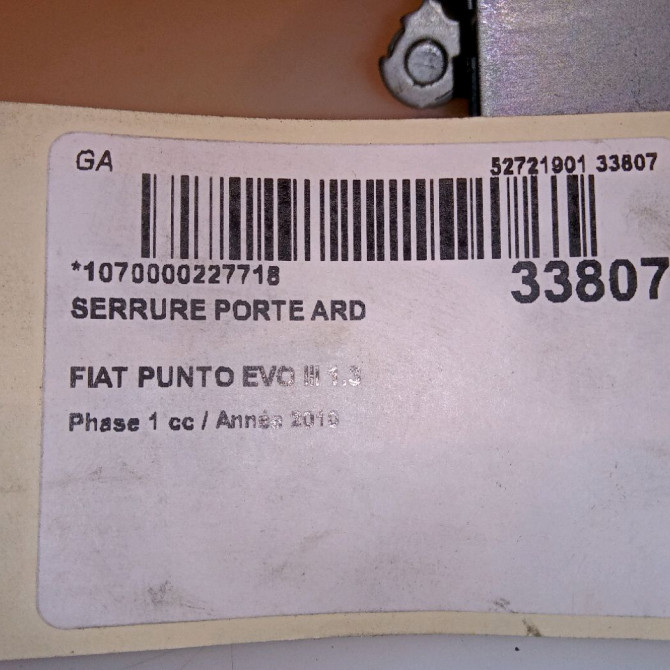 GA
52721901 33807
*1070000227718
33807
SERRURE PORTE ARD
FIAT PUNTO EVO III 1.3
Phase 1 cc / Année 2010